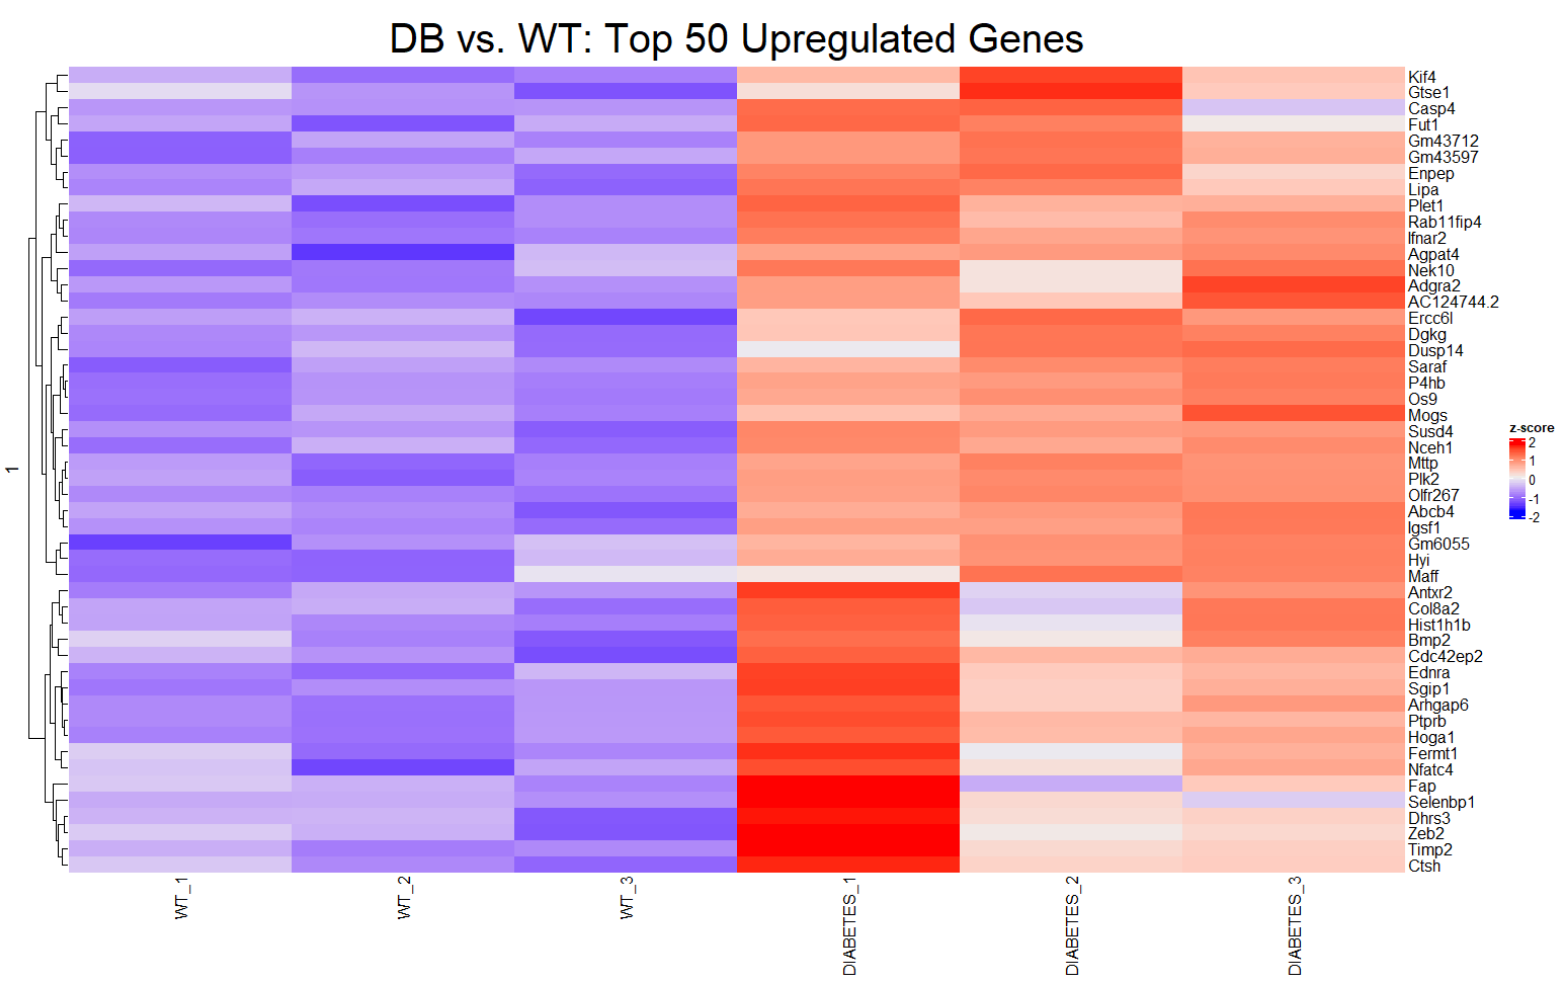 DB vs. WT: Top 50 Upregulated Genes
1
Kif4
Gtse1
Casp4
Fut1
Gm43712
Gm43597
Enpep
Lipa
Plet1
Rab11fip4
Ifnar2
Agpat4
Nek10
Adgra2
AC124744.2
Ercc6l
Dgkg
Dusp14
Saraf
P4hb
Os9
Mogs
Susd4
Nceh1
Mttp
Plk2
Olfr267
Abcb4
Igsf1
Gm6055
Hyi
Maff
Antxr2
Col8a2
Hist1h1b
Bmp2
Cdc42ep2
Ednra
Sgip1
Arhgap6
Ptprb
Hoga1
Fermt1
Nfatc4
Fap
Selenbp1
Dhrs3
Zeb2
Timp2
Ctsh
z-score
2
1
0
-1
-2
WT_1
WT_2
WT_3
DIABETES_1
DIABETES_2
DIABETES_3